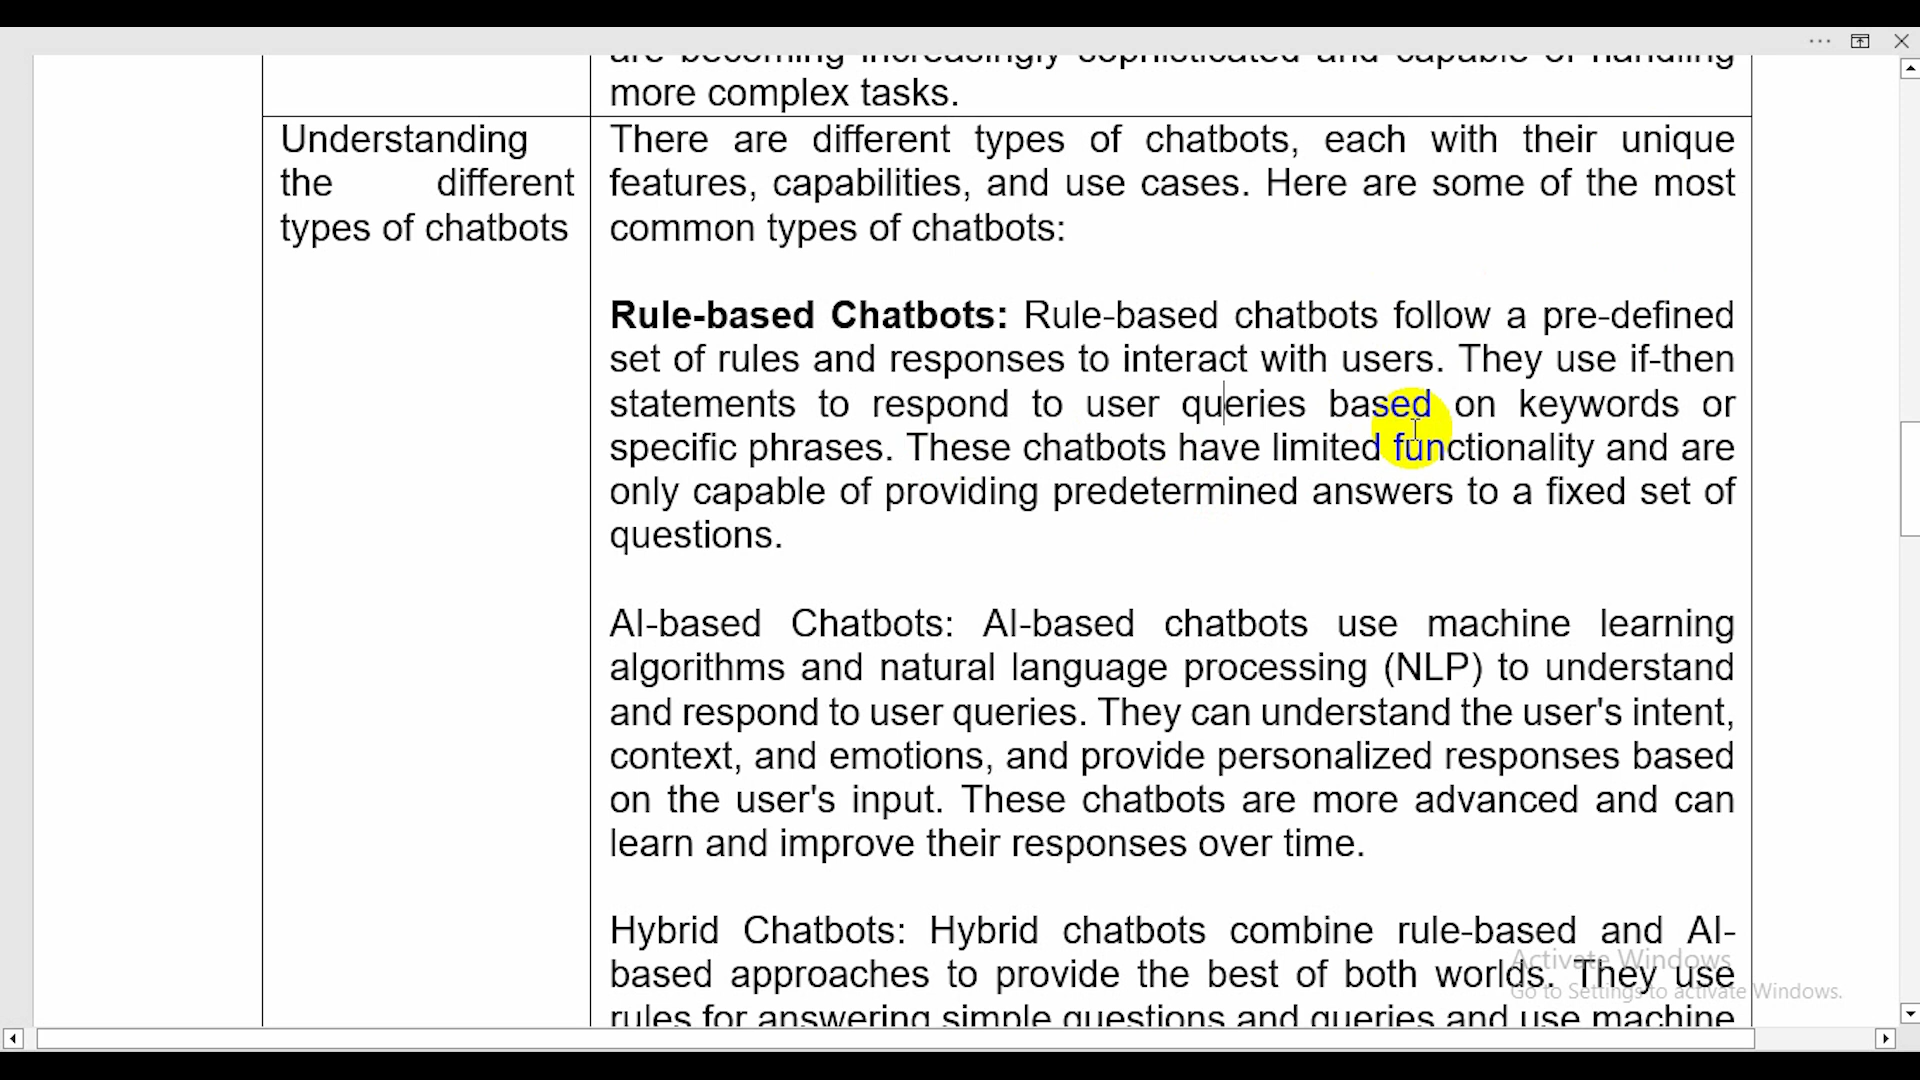 are becoming increasingly sophisticated and capable of handling
more complex tasks.
Understanding
the different
types of chatbots
There are different types of chatbots, each with their unique
features, capabilities, and use cases. Here are some of the most
common types of chatbots:
Rule-based Chatbots: Rule-based chatbots follow a pre-defined
set of rules and responses to interact with users. They use if-then
statements to respond to user queries based on keywords or
specific phrases. These chatbots have limited functionality and are
only capable of providing predetermined answers to a fixed set of
questions.
AI-based Chatbots: AI-based chatbots use machine learning
algorithms and natural language processing (NLP) to understand
and respond to user queries. They can understand the user's intent,
context, and emotions, and provide personalized responses based
on the user's input. These chatbots are more advanced and can
learn and improve their responses over time.
Hybrid Chatbots: Hybrid chatbots combine rule-based and AI-
based approaches to provide the best of both worlds. They use
rules for answering simple questions and queries and use machine
Activate Windows
Go to Settings to activate Windows.